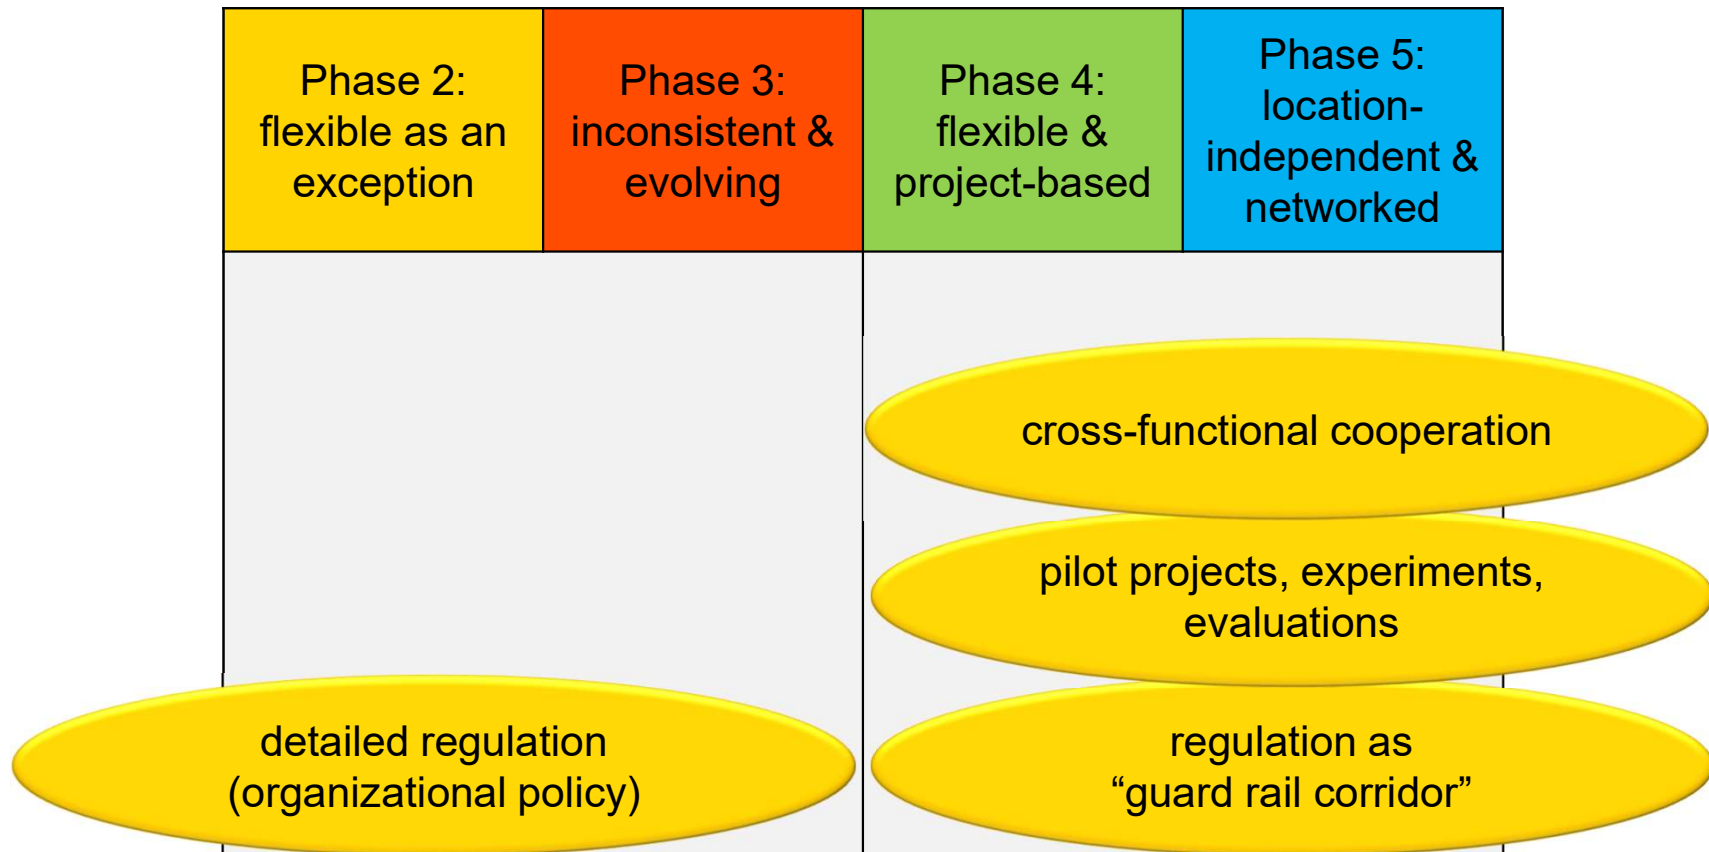 Phase 2:
flexible as an
exception
Phase 3:
inconsistent &
evolving
Phase 4:
flexible &
project-based
Phase 5:
location-
independent &
networked
cross-functional cooperation
pilot projects, experiments,
evaluations
detailed regulation
(organizational policy)
regulation as
“guard rail corridor”